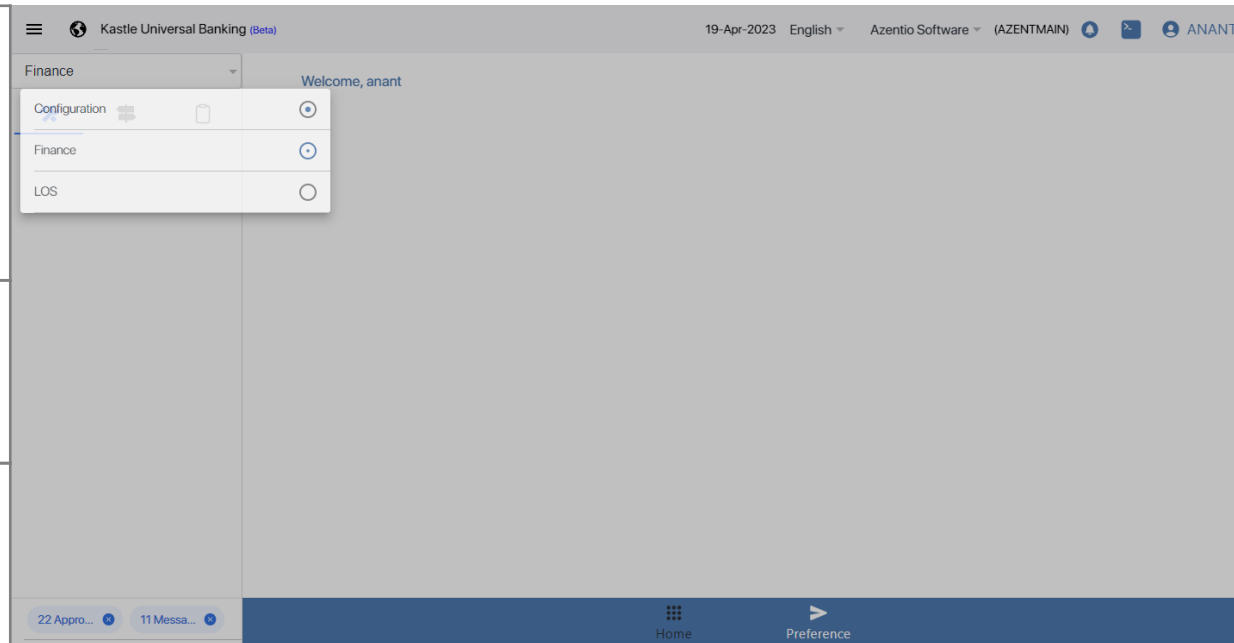 Kastle Universal Banking (Beta) 19-Apr-2023 English Azentio Software (AZENTMAIN) ANANT
Finance
Welcome, anant
Configuration
Finance
LOS
22 Appro... 11 Messa...
Home Preference